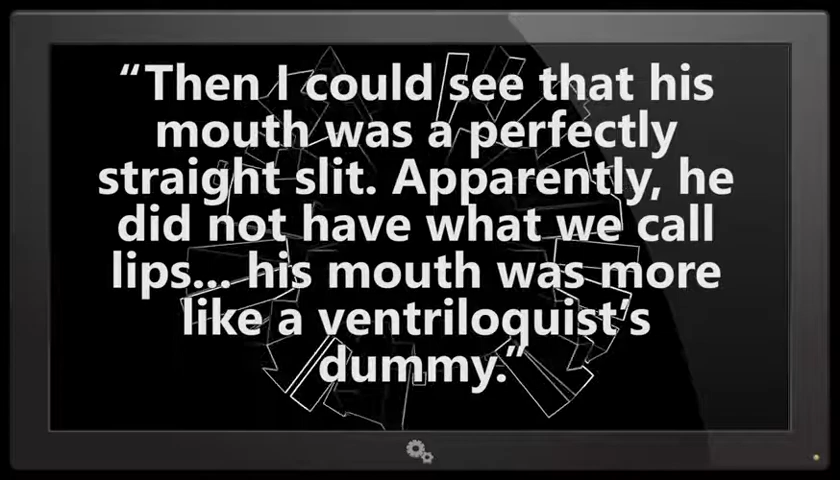 “Then I could see that his
mouth was a perfectly
straight slit. Apparently, he
did not have what we call
lips... his mouth was more
like a ventriloquist’s
dummy.”